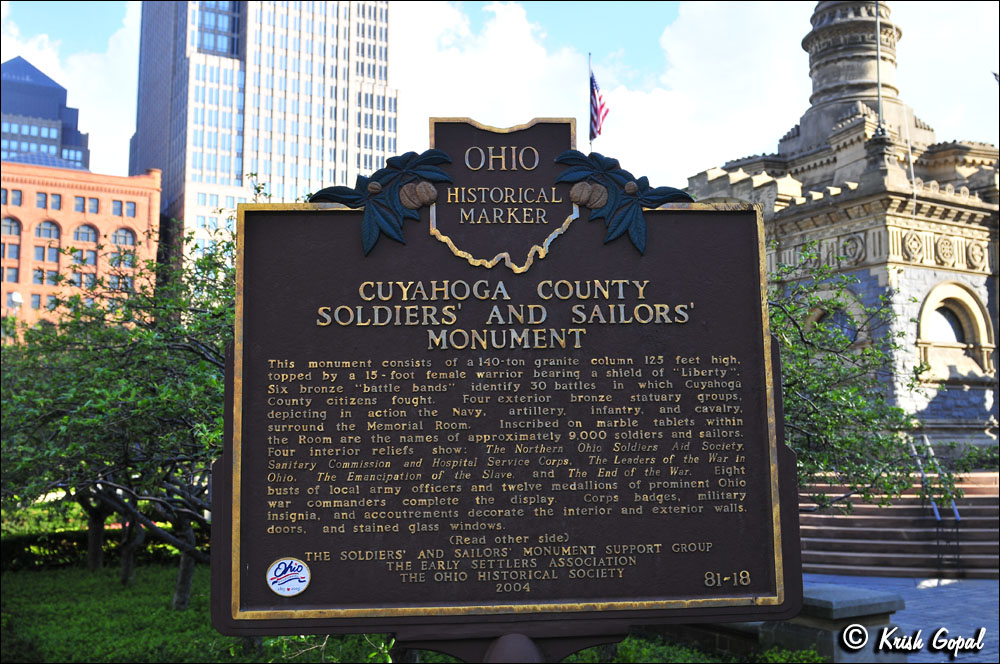 OHIO
HISTORICAL
MARKER
CUYAHOGA COUNTY
SOLDIERS' AND SAILORS'
MONUMENT
This monument consists of a 140-ton granite column 125 feet high,
topped by a 15-foot female warrior bearing a shield of "Liberty".
Six bronze "battle bands" identify 30 battles in which Cuyahoga
County citizens fought. Four exterior bronze statuary groups,
depicting in action the Navy, artillery, infantry, and cavalry,
surround the Memorial Room. Inscribed on marble tablets within
the Room are the names of approximately 9,000 soldiers and sailors.
Four interior reliefs show: The Northern Ohio Soldiers Aid Society,
Sanitary Commission and Hospital Service Corps, The Leaders of the War in
Ohio, The Emancipation of the Slave, and The End of the War. Eight
busts of local army officers and twelve medallions of prominent Ohio
war commanders complete the display. Corps badges, military
insignia, and accoutrements decorate the interior and exterior walls,
doors, and stained glass windows.
(Read other side)
THE SOLDIERS' AND SAILORS' MONUMENT SUPPORT GROUP
THE EARLY SETTLERS ASSOCIATION
THE OHIO HISTORICAL SOCIETY
2004
81-18
Ohio
© Krish Gopal